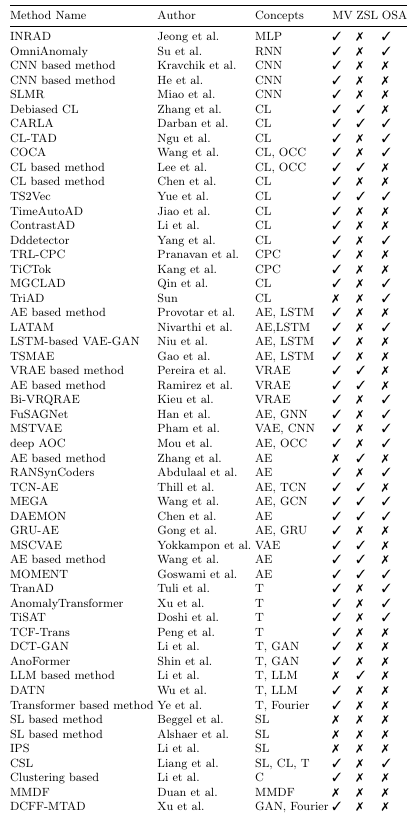 Method Name Author Concepts MV ZSL OSA
INRAD Jeong et al. MLP ✓ ✗ ✓
OmniAnomaly Su et al. RNN ✓ ✗ ✓
CNN based method Kravchik et al. CNN ✓ ✗ ✗
CNN based method He et al. CNN ✓ ✗ ✗
SLMR Miao et al. CNN ✓ ✗ ✗
Debiased CL Zhang et al. CL ✓ ✓ ✗
CARLA Darban et al. CL ✓ ✓ ✓
CL-TAD Ngu et al. CL ✓ ✗ ✓
COCA Wang et al. CL, OCC ✓ ✗ ✓
CL based method Lee et al. CL, OCC ✓ ✓ ✗
CL based method Chen et al. CL ✓ ✗ ✗
TS2Vec Yue et al. CL ✓ ✓ ✓
TimeAutoAD Jiao et al. CL ✓ ✗ ✗
ContrastAD Li et al. CL ✓ ✗ ✗
Dddetector Yang et al. CL ✓ ✗ ✓
TRL-CPC Pranavan et al. CPC ✓ ✗ ✗
TiCTok Kang et al. CPC ✓ ✗ ✗
MGCLAD Qin et al. CL ✓ ✗ ✓
TriAD Sun CL ✗ ✗ ✓
AE based method Provotar et al. AE, LSTM ✓ ✗ ✗
LATAM Nivarthi et al. AE,LSTM ✓ ✗ ✓
LSTM-based VAE-GAN Niu et al. AE, LSTM ✓ ✗ ✗
TSMAE Gao et al. AE, LSTM ✓ ✗ ✗
VRAE based method Pereira et al. VRAE ✓ ✓ ✗
AE based method Ramirez et al. VRAE ✓ ✓ ✗
Bi-VRQRAE Kieu et al. VRAE ✓ ✗ ✓
FuSAGNet Han et al. AE, GNN ✓ ✗ ✓
MSTVAE Pham et al. VAE, CNN ✓ ✗ ✓
deep AOC Mou et al. AE, OCC ✓ ✗ ✓
AE based method Zhang et al. AE ✗ ✓ ✗
RANSynCoders Abdulaal et al. AE ✓ ✗ ✓
TCN-AE Thill et al. AE, TCN ✓ ✓ ✗
MEGA Wang et al. AE, GCN ✓ ✓ ✓
DAEMON Chen et al. AE ✓ ✓ ✓
GRU-AE Gong et al. AE, GRU ✓ ✗ ✗
MSCVAE Yokkampon et al. VAE ✓ ✓ ✗
AE based method Wang et al. AE ✓ ✓ ✗
MOMENT Goswami et al. AE ✓ ✓ ✓
TranAD Tuli et al. T ✓ ✗ ✓
AnomalyTransformer Xu et al. T ✓ ✗ ✓
TiSAT Doshi et al. T ✓ ✗ ✓
TCF-Trans Peng et al. T ✓ ✗ ✗
DCT-GAN Li et al. T, GAN ✓ ✗ ✗
AnoFormer Shin et al. T, GAN ✓ ✗ ✗
LLM based method Li et al. T, LLM ✗ ✓ ✗
DATN Wu et al. T, LLM ✓ ✗ ✗
Transformer based method Ye et al. T, Fourier ✓ ✗ ✗
SL based method Beggel et al. SL ✗ ✗ ✗
SL based method Alshaer et al. SL ✗ ✗ ✗
IPS Li et al. SL ✗ ✗ ✗
CSL Liang et al. SL, CL, T ✓ ✗ ✓
Clustering based Li et al. C ✓ ✗ ✗
MMDF Duan et al. MMDF ✗ ✗ ✗
DCFF-MTAD Xu et al. GAN, Fourier ✓ ✗ ✗